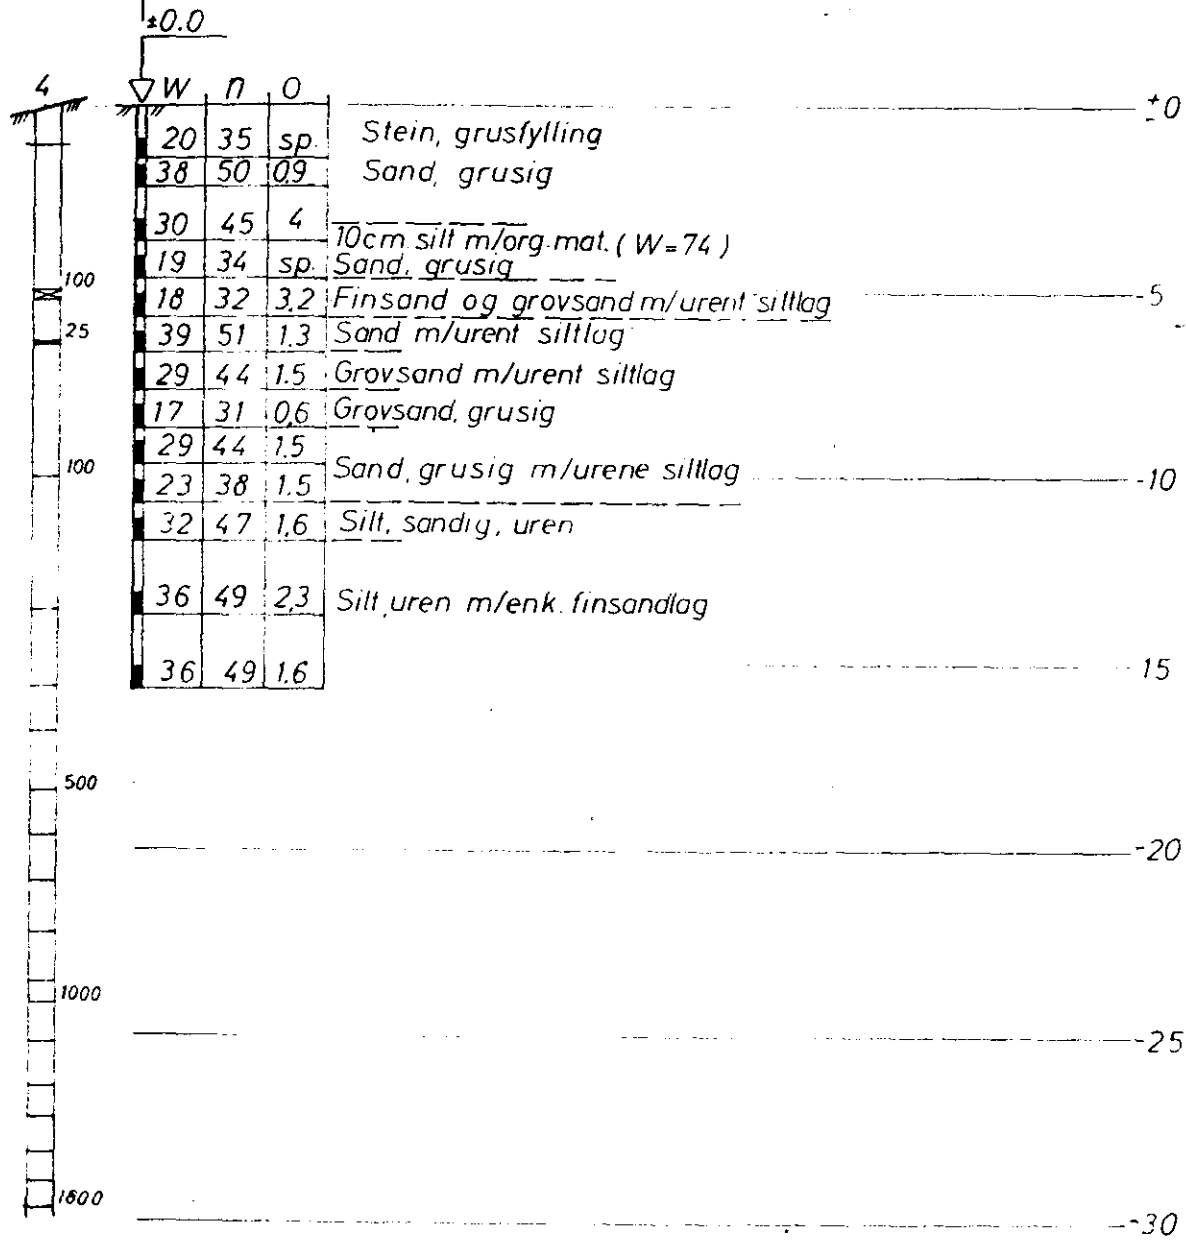 ±0.0
4 W n O ±0
20 35 sp. Stein, grusfylling
38 50 0.9 Sand, grusig
30 45 4 10cm silt m/org.mat. (W=74)
19 34 sp. Sand, grusig
100
18 32 3.2 Finsand og grovsand m/urent siltlag -5
25 39 51 1.3 Sand m/urent siltlag
29 44 1.5 Grovsand m/urent siltlag
17 31 0,6 Grovsand, grusig
29 44 1.5
100 Sand, grusig m/urene siltlag -10
23 38 1.5
32 47 1,6 Silt, sandig, uren
36 49 2,3 Silt, uren m/enk. finsandlag
36 49 1.6 15
500
-20
1000
-25
-30